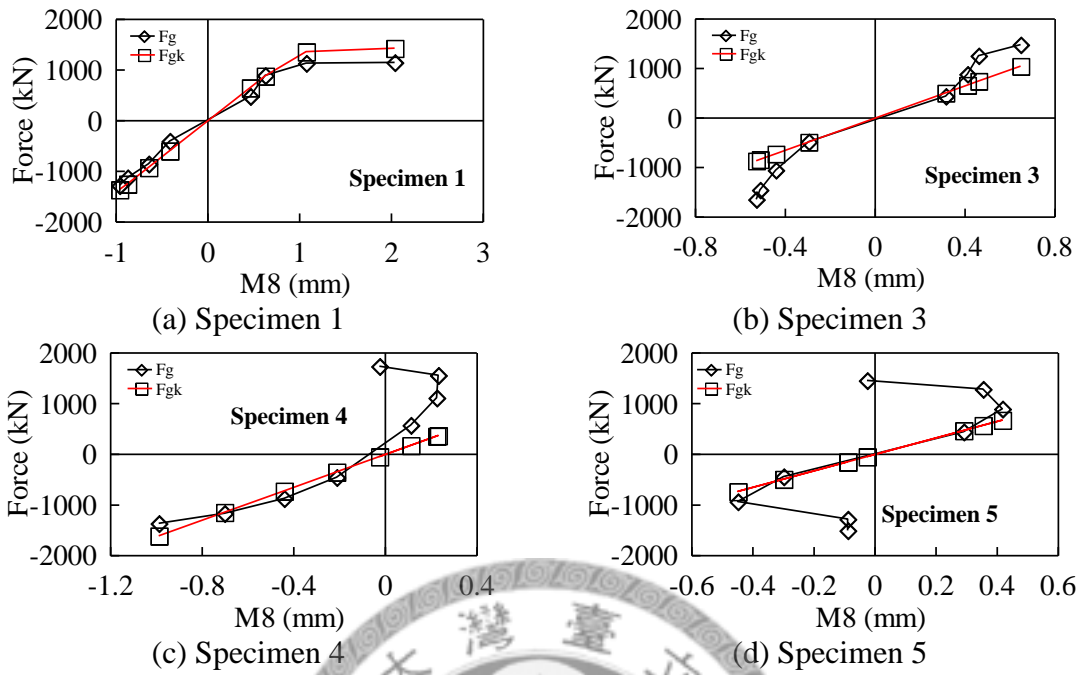 2000
1000
0
-1000
-2000
Force (kN)
Fg
Fgk
Specimen 1
-1 0 1 2 3
M8 (mm)
(a) Specimen 1
2000
1000
0
-1000
-2000
Force (kN)
Fg
Fgk
Specimen 3
-0.8 -0.4 0 0.4 0.8
M8 (mm)
(b) Specimen 3
2000
1000
0
-1000
-2000
Force (kN)
Fg
Fgk
Specimen 4
-1.2 -0.8 -0.4 0 0.4
M8 (mm)
(c) Specimen 4
2000
1000
0
-1000
-2000
Force (kN)
Fg
Fgk
Specimen 5
-0.6 -0.4 -0.2 0 0.2 0.4 0.6
M8 (mm)
(d) Specimen 5
大灣臺